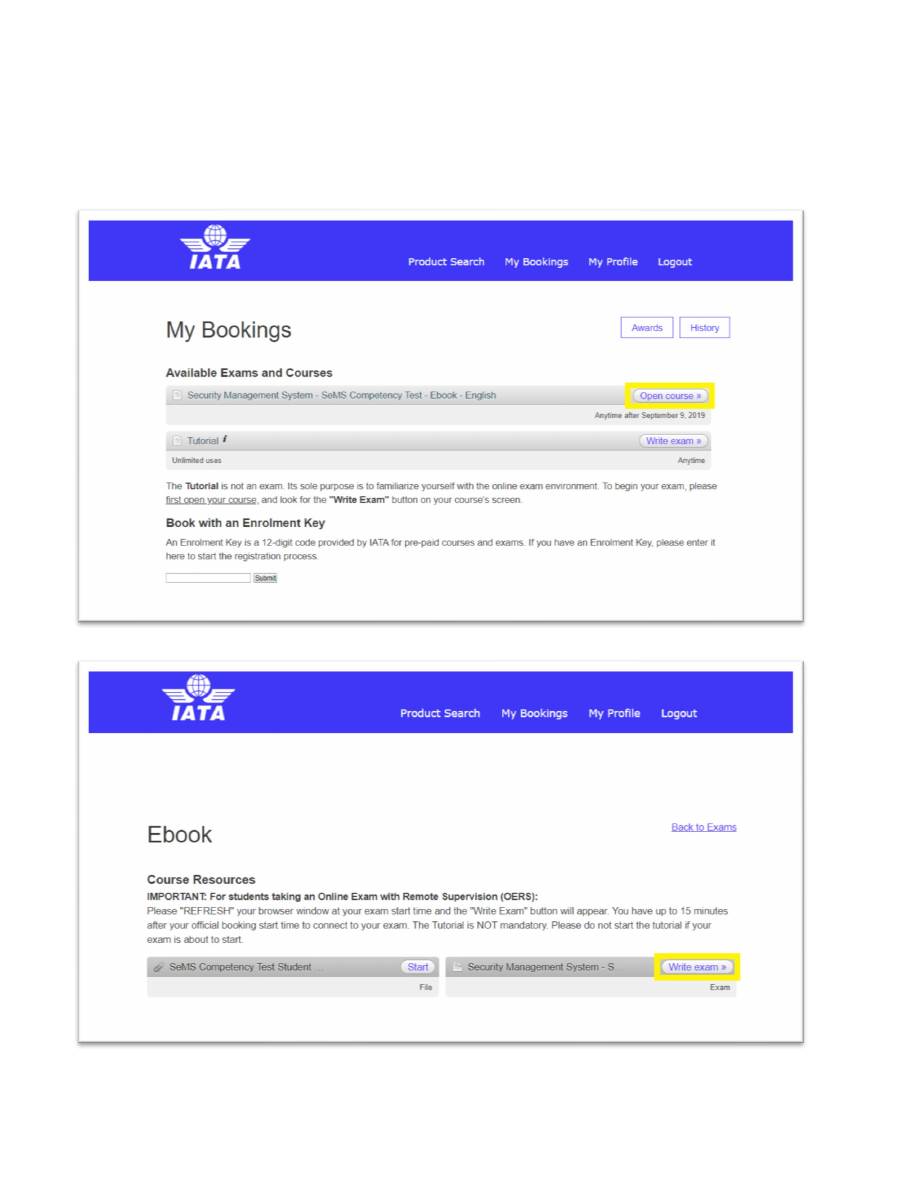 IATA
Product Search My Bookings My Profile Logout
My Bookings
Awards History
Available Exams and Courses
Security Management System - SeMS Competency Test - Ebook - English Open course »
Anytime after September 9, 2019
Tutorial i Write exam »
Unlimited uses Anytime
The Tutorial is not an exam. Its sole purpose is to familiarize yourself with the online exam environment. To begin your exam, please
first open your course, and look for the "Write Exam" button on your course's screen.
Book with an Enrolment Key
An Enrolment Key is a 12-digit code provided by IATA for pre-paid courses and exams. If you have an Enrolment Key, please enter it
here to start the registration process.
Submit
IATA
Product Search My Bookings My Profile Logout
Ebook
Back to Exams
Course Resources
IMPORTANT: For students taking an Online Exam with Remote Supervision (OERS):
Please "REFRESH" your browser window at your exam start time and the "Write Exam" button will appear. You have up to 15 minutes
after your official booking start time to connect to your exam. The Tutorial is NOT mandatory. Please do not start the tutorial if your
exam is about to start.
SeMS Competency Test Student ... Start Security Management System - S... Write exam »
File Exam